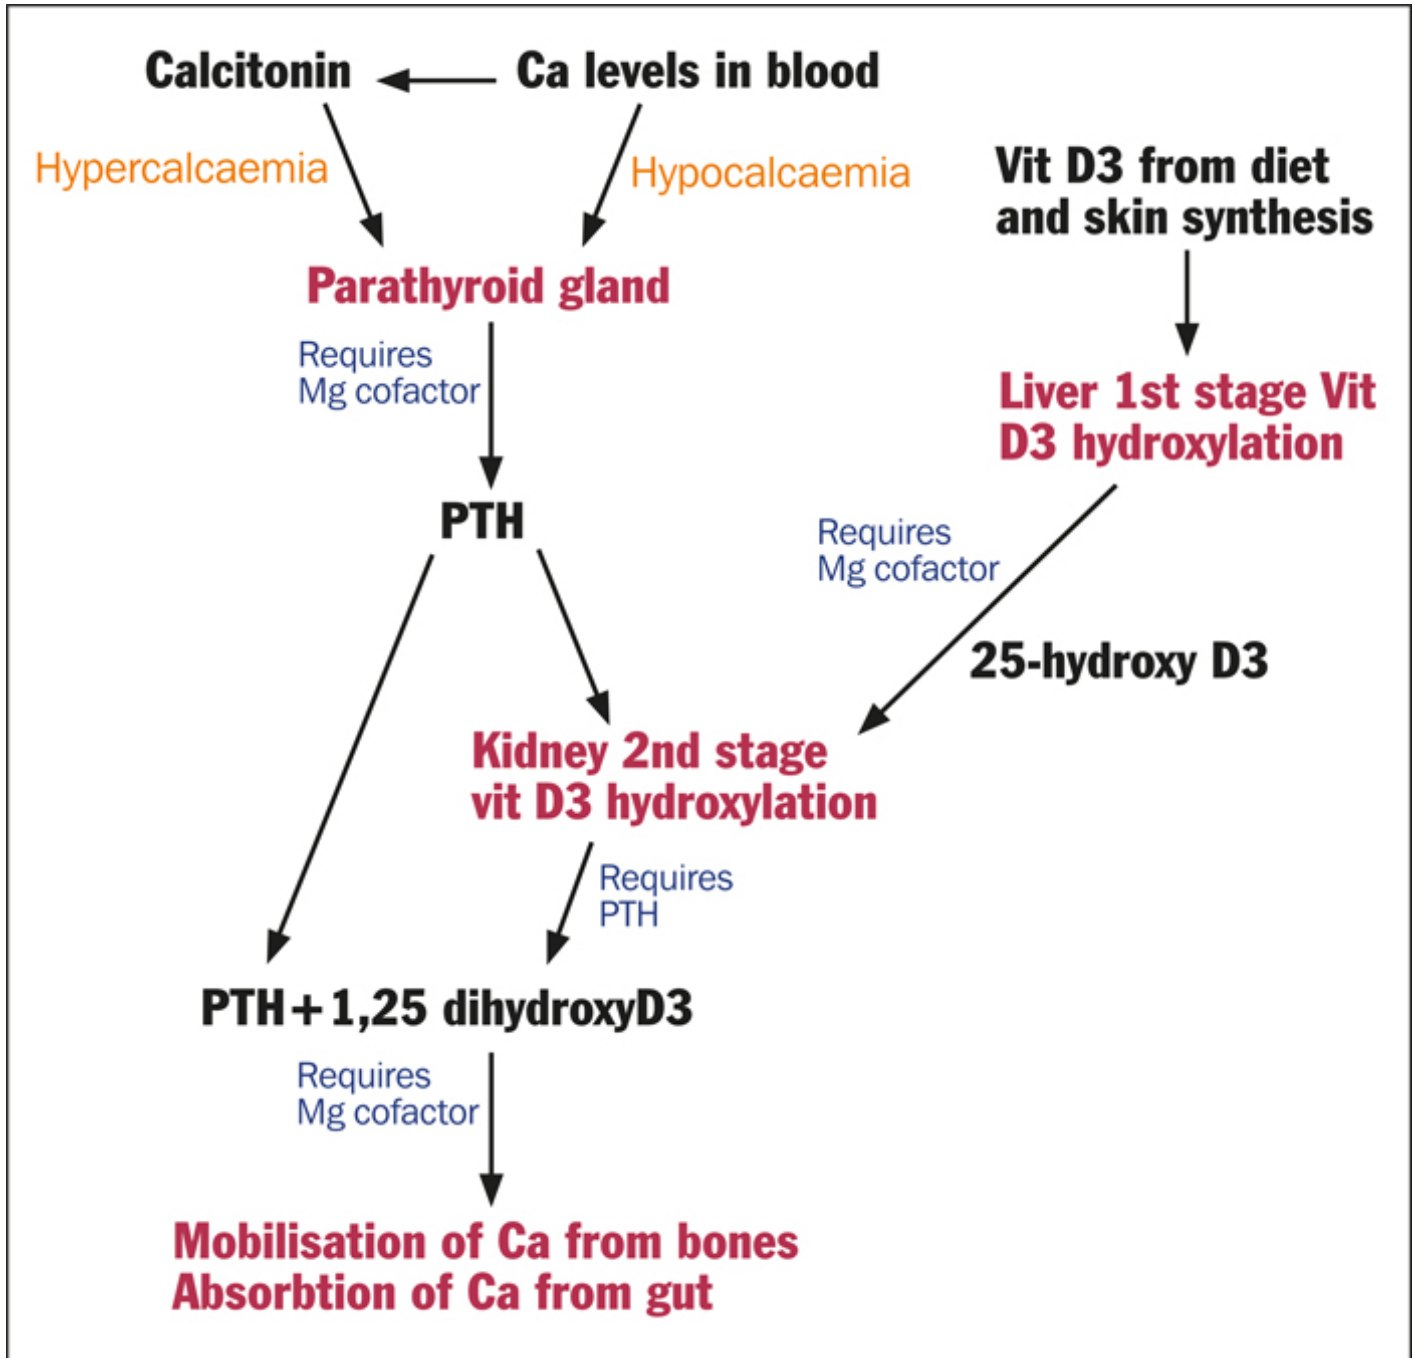 Calcitonin
Ca levels in blood
Hypercalcaemia
Hypocalcaemia
Vit D3 from diet
and skin synthesis
Parathyroid gland
Requires
Mg cofactor
Liver 1st stage Vit
D3 hydroxylation
PTH
Requires
Mg cofactor
25-hydroxy D3
Kidney 2nd stage
vit D3 hydroxylation
Requires
PTH
PTH+1,25 dihydroxyD3
Requires
Mg cofactor
Mobilisation of Ca from bones
Absorbtion of Ca from gut